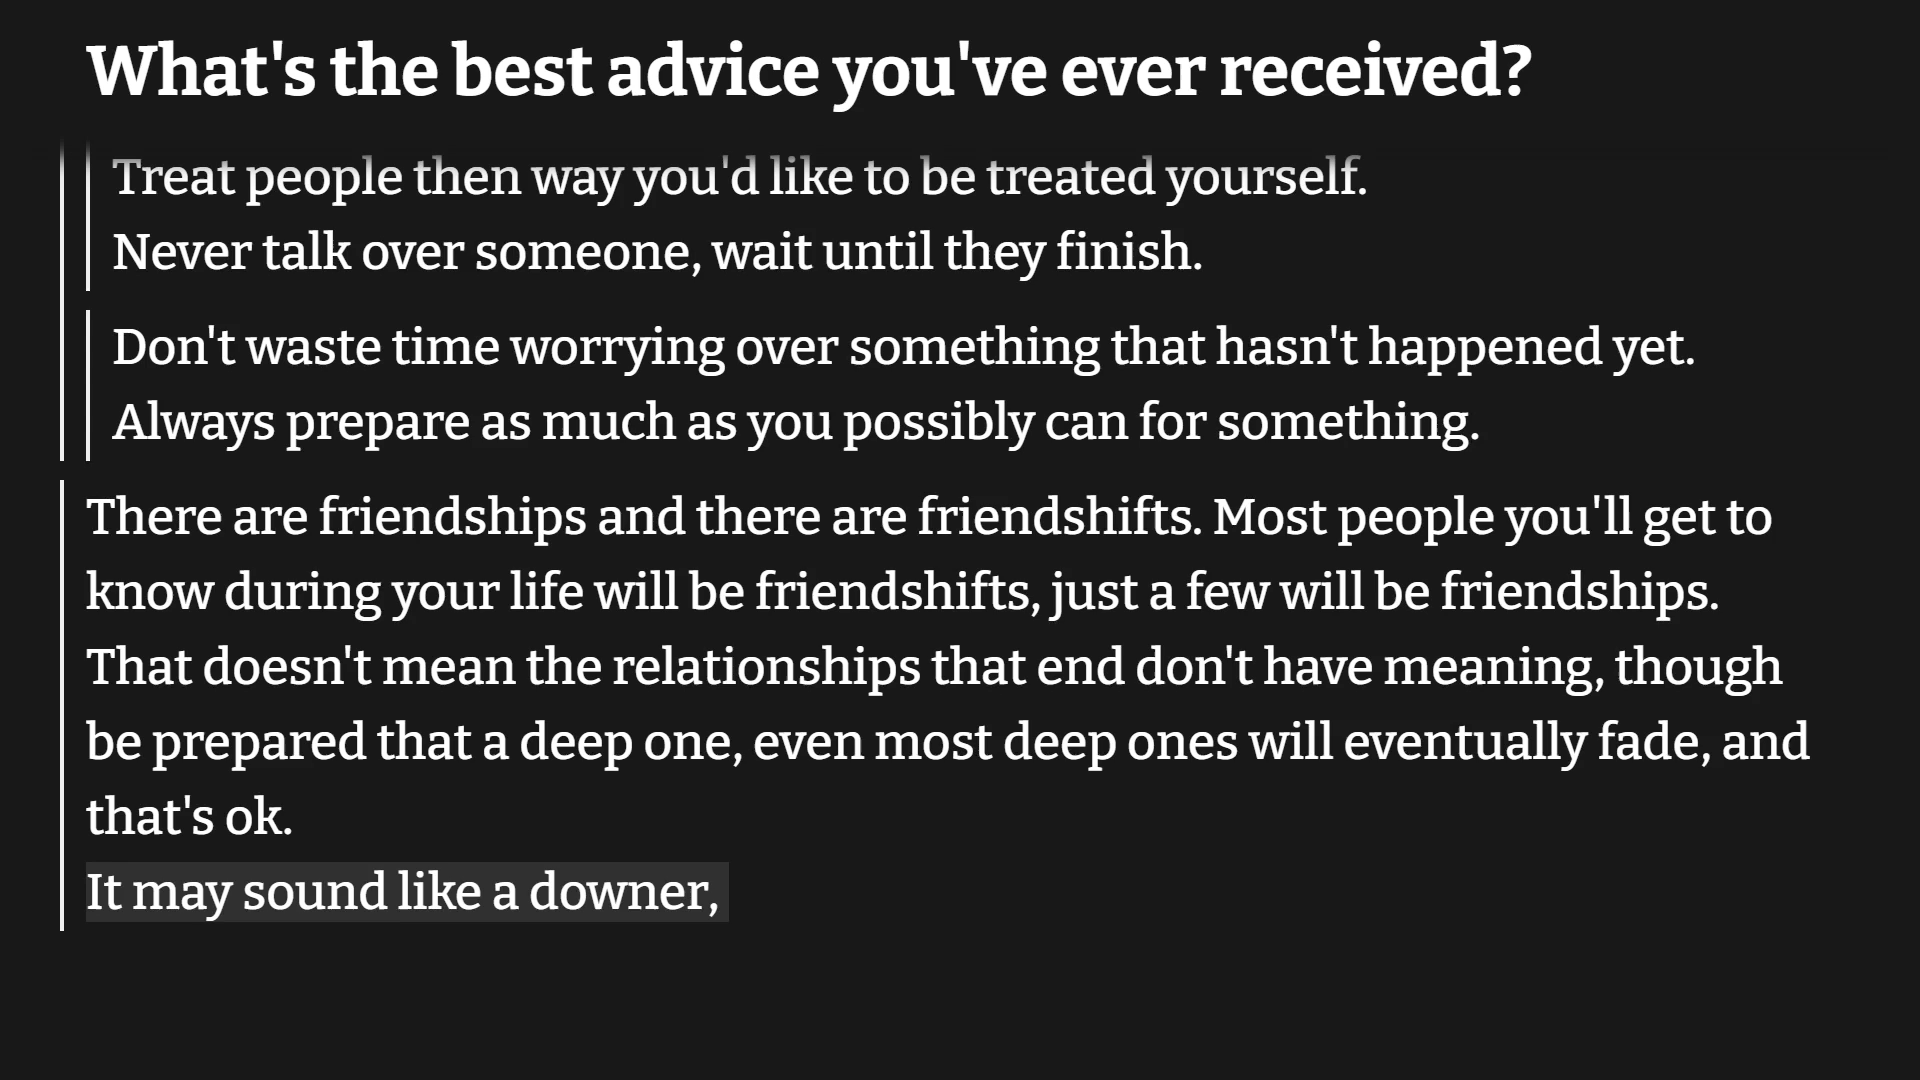 What's the best advice you've ever received?
Treat people then way you'd like to be treated yourself.
Never talk over someone, wait until they finish.
Don't waste time worrying over something that hasn't happened yet.
Always prepare as much as you possibly can for something.
There are friendships and there are friendshifts. Most people you'll get to
know during your life will be friendshifts, just a few will be friendships.
That doesn't mean the relationships that end don't have meaning, though
be prepared that a deep one, even most deep ones will eventually fade, and
that's ok.
It may sound like a downer,